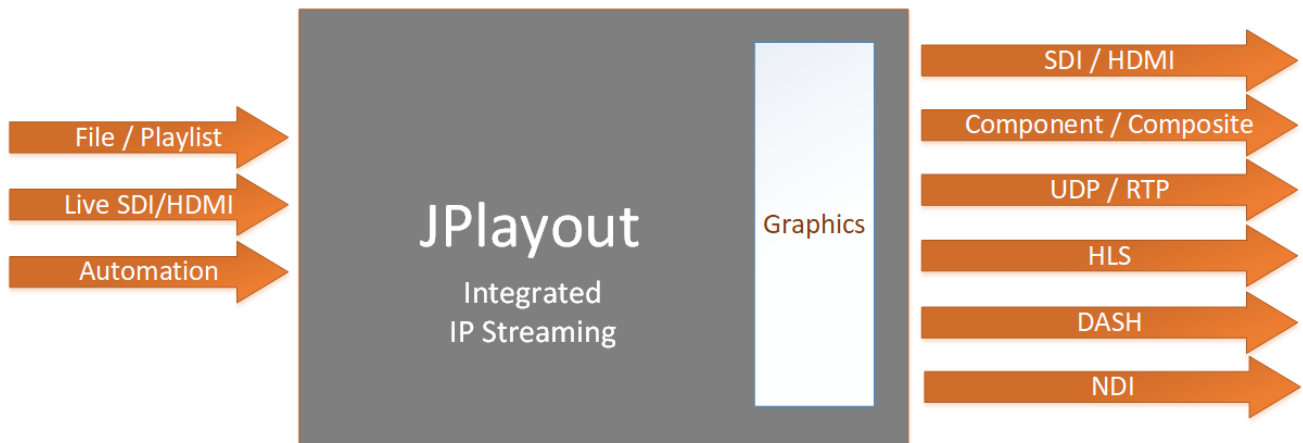 File / Playlist
Live SDI/HDMI
Automation
JPlayout
Integrated
IP Streaming
Graphics
SDI / HDMI
Component / Composite
UDP / RTP
HLS
DASH
NDI